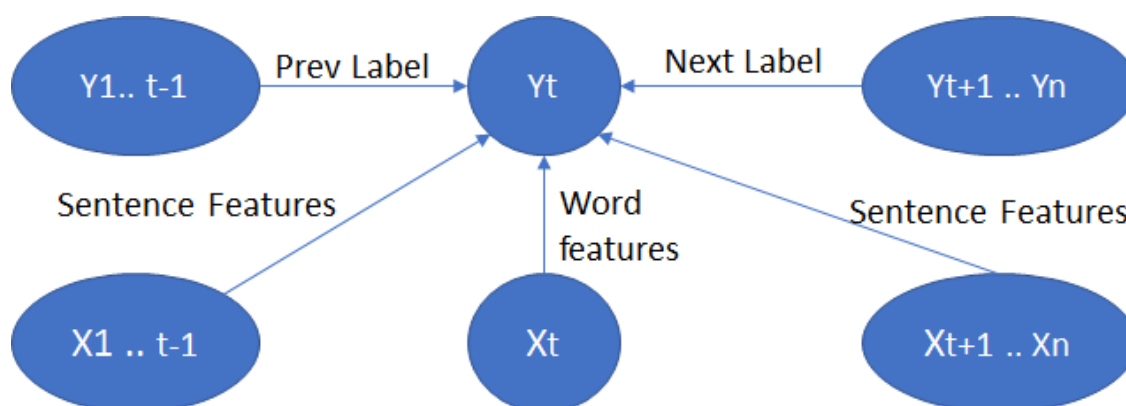 Y1.. t-1
Prev Label
Yt
Next Label
Yt+1 .. Yn
Sentence Features
Word
features
Sentence Features
X1 .. t-1
Xt
Xt+1 .. Xn